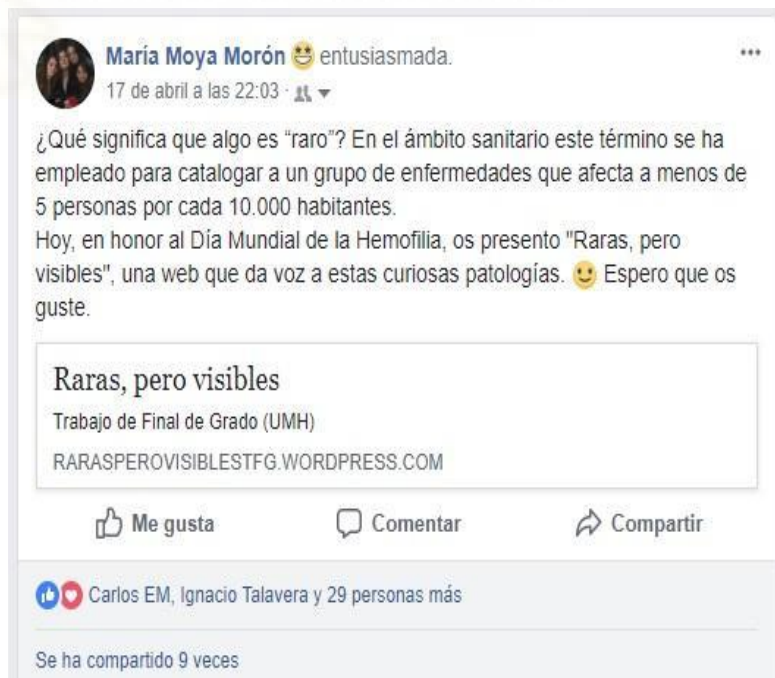 María Moya Morón 🤩 entusiasmada.
17 de abril a las 22:03 ·
¿Qué significa que algo es “raro”? En el ámbito sanitario este término se ha
empleado para catalogar a un grupo de enfermedades que afecta a menos de
5 personas por cada 10.000 habitantes.
Hoy, en honor al Día Mundial de la Hemofilia, os presento "Raras, pero
visibles", una web que da voz a estas curiosas patologías. 🙂 Espero que os
guste.
Raras, pero visibles
Trabajo de Final de Grado (UMH)
RARASPEROVISIBLESTFG.WORDPRESS.COM
Me gusta Comentar Compartir
Carlos EM, Ignacio Talavera y 29 personas más
Se ha compartido 9 veces